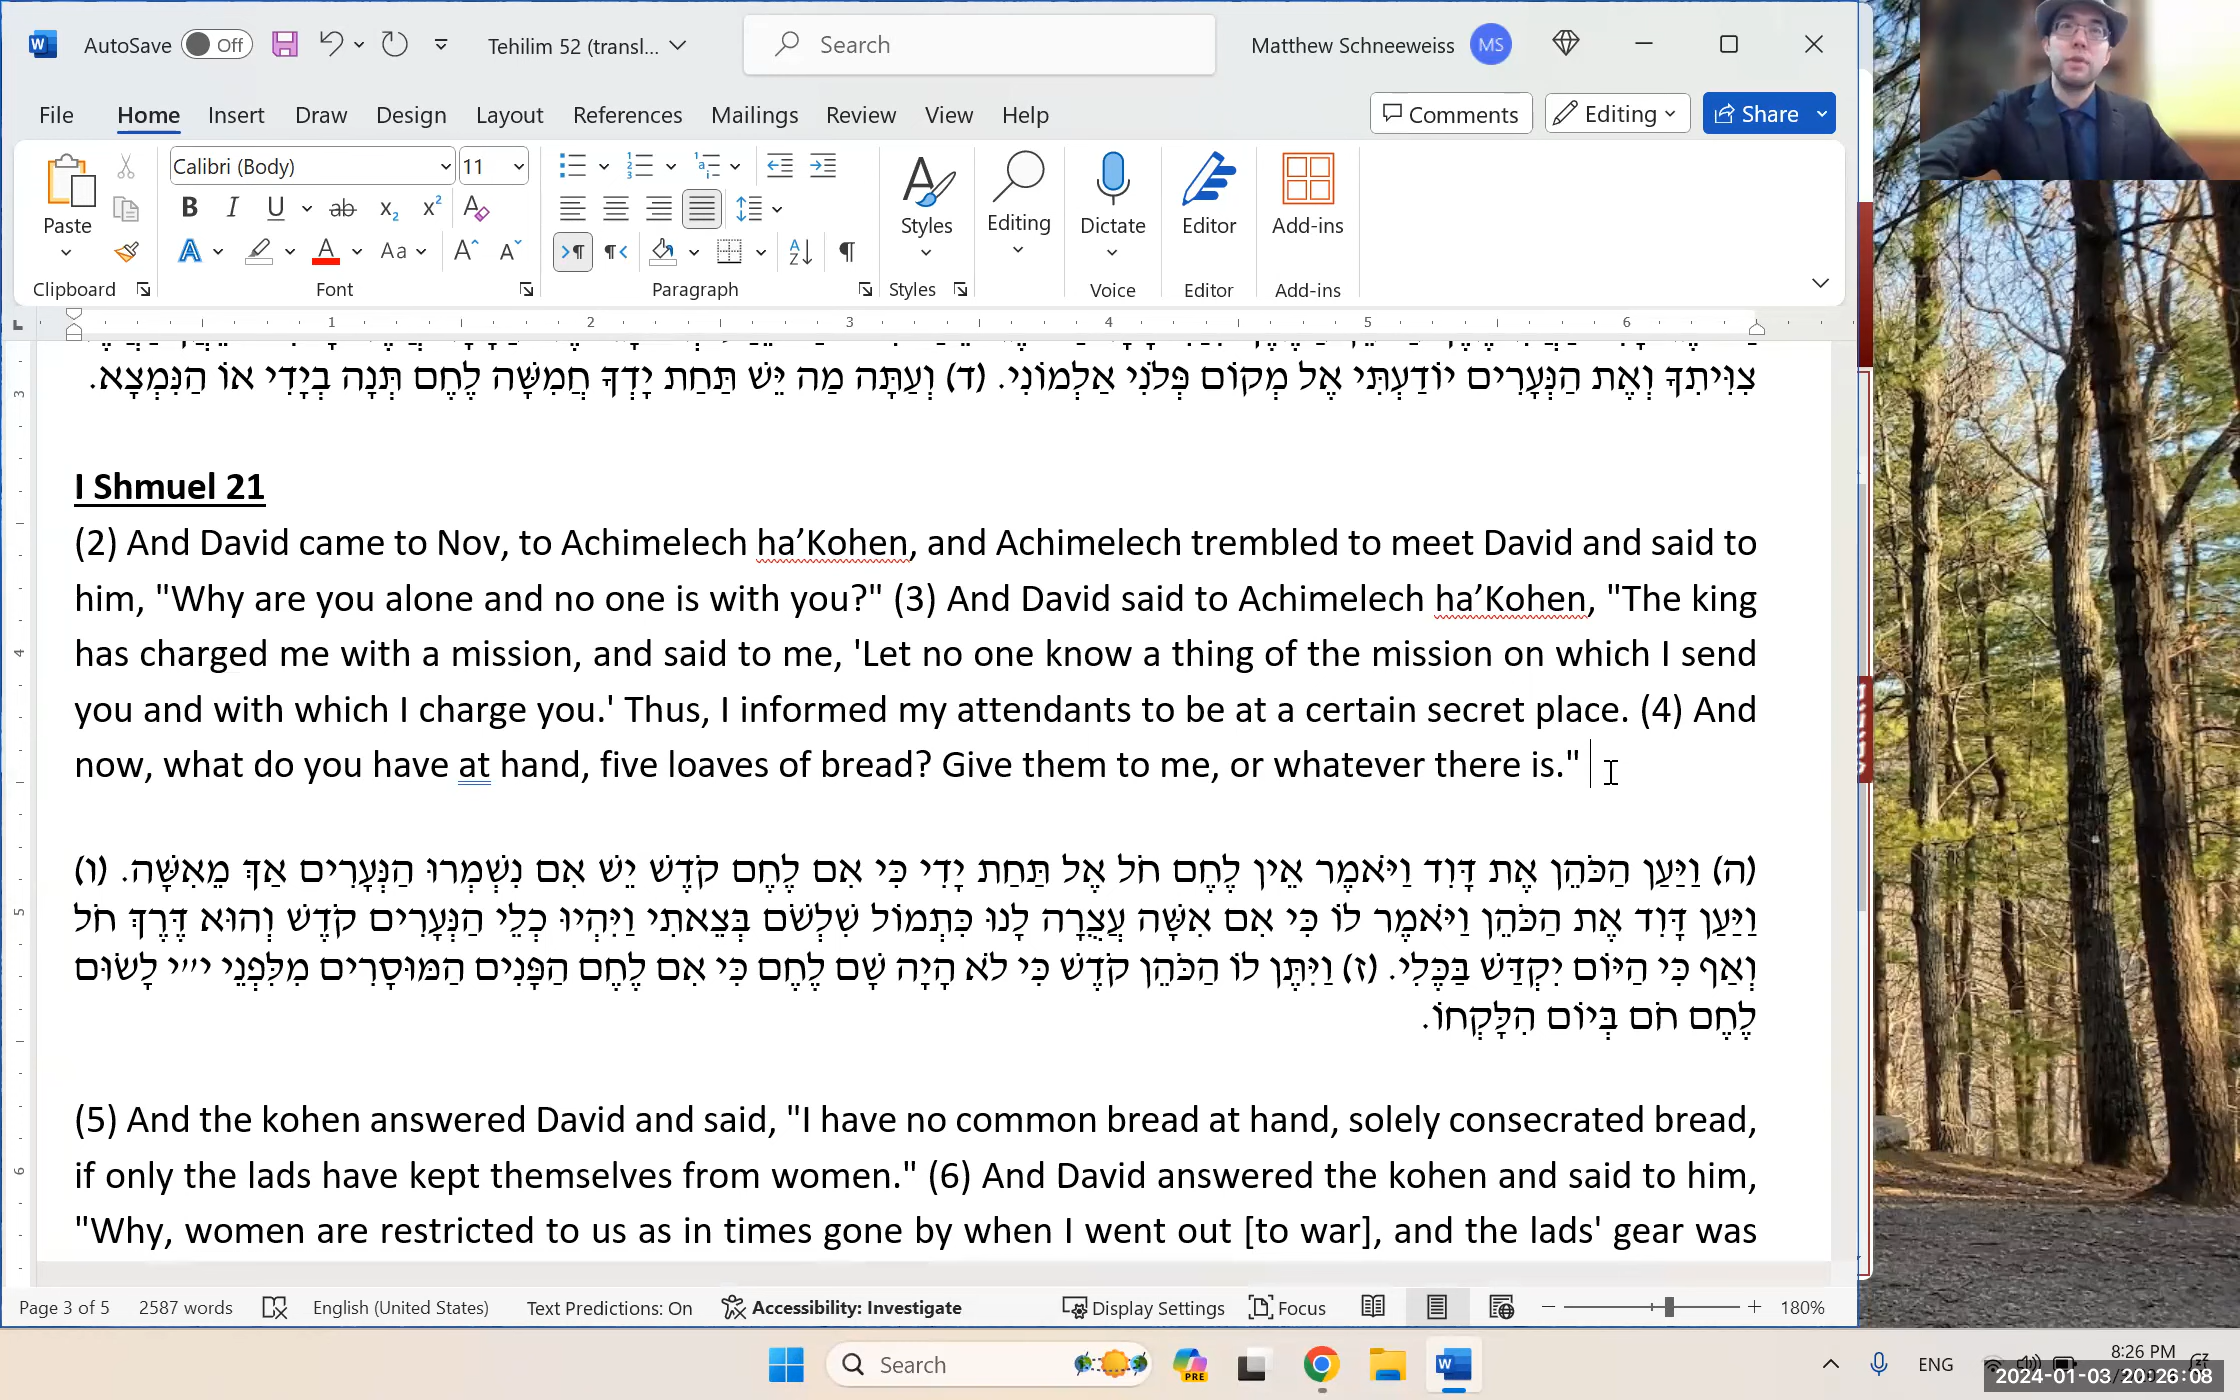 AutoSave Off Tehilim 52 (transl... Search Matthew Schneeweiss MS
File Home Insert Draw Design Layout References Mailings Review View Help Comments Editing Share
Paste Calibri (Body) 11 Styles Editing Dictate Editor Add-ins
Clipboard Font Paragraph Styles Voice Editor Add-ins
1 2 3 4 5 6
צִוִּיתִךָ וְאֶת הַנְּעָרִים יוֹדַעְתִּי אֶל מְקוֹם פְּלֹנִי אַלְמוֹנִי. (ד) וְעַתָּה מַה יֵּשׁ תַּחַת יָדְךָ חֲמִשָּׁה לֶחֶם תְּנָה בְיָדִי אוֹ הַנִּמְצָא.
I Shmuel 21
(2) And David came to Nov, to Achimelech ha’Kohen, and Achimelech trembled to meet David and said to
him, "Why are you alone and no one is with you?" (3) And David said to Achimelech ha’Kohen, "The king
has charged me with a mission, and said to me, 'Let no one know a thing of the mission on which I send
you and with which I charge you.' Thus, I informed my attendants to be at a certain secret place. (4) And
now, what do you have at hand, five loaves of bread? Give them to me, or whatever there is."
(ה) וַיַּעַן הַכֹּהֵן אֶת דָּוִד וַיֹּאמֶר אֵין לֶחֶם חֹל אֶל תַּחַת יָדִי כִּי אִם לֶחֶם קֹדֶשׁ יֵשׁ אִם נִשְׁמְרוּ הַנְּעָרִים אַךְ מֵאִשָּׁה. (ו)
וַיַּעַן דָּוִד אֶת הַכֹּהֵן וַיֹּאמֶר לוֹ כִּי אִם אִשָּׁה עֲצֻרָה לָנוּ כִּתְמוֹל שִׁלְשֹׁם בְּצֵאתִי וַיִּהְיוּ כְלֵי הַנְּעָרִים קֹדֶשׁ וְהוּא דֶּרֶךְ חֹל
וְאַף כִּי הַיּוֹם יִקְדַּשׁ בַּכֶּלִי. (ז) וַיִּתֶּן לוֹ הַכֹּהֵן קֹדֶשׁ כִּי לֹא הָיָה שָׁם לֶחֶם כִּי אִם לֶחֶם הַפָּנִים הַמּוּסָרִים מִלִּפְנֵי י״י לָשׂוּם
לֶחֶם חֹם בְּיוֹם הִלָּקְחוֹ.
(5) And the kohen answered David and said, "I have no common bread at hand, solely consecrated bread,
if only the lads have kept themselves from women." (6) And David answered the kohen and said to him,
"Why, women are restricted to us as in times gone by when I went out [to war], and the lads' gear was
Page 3 of 5 2587 words English (United States) Text Predictions: On Accessibility: Investigate Display Settings Focus 180%
Search PRE ENG 8:26 PM
2024-01-03 20:26:08